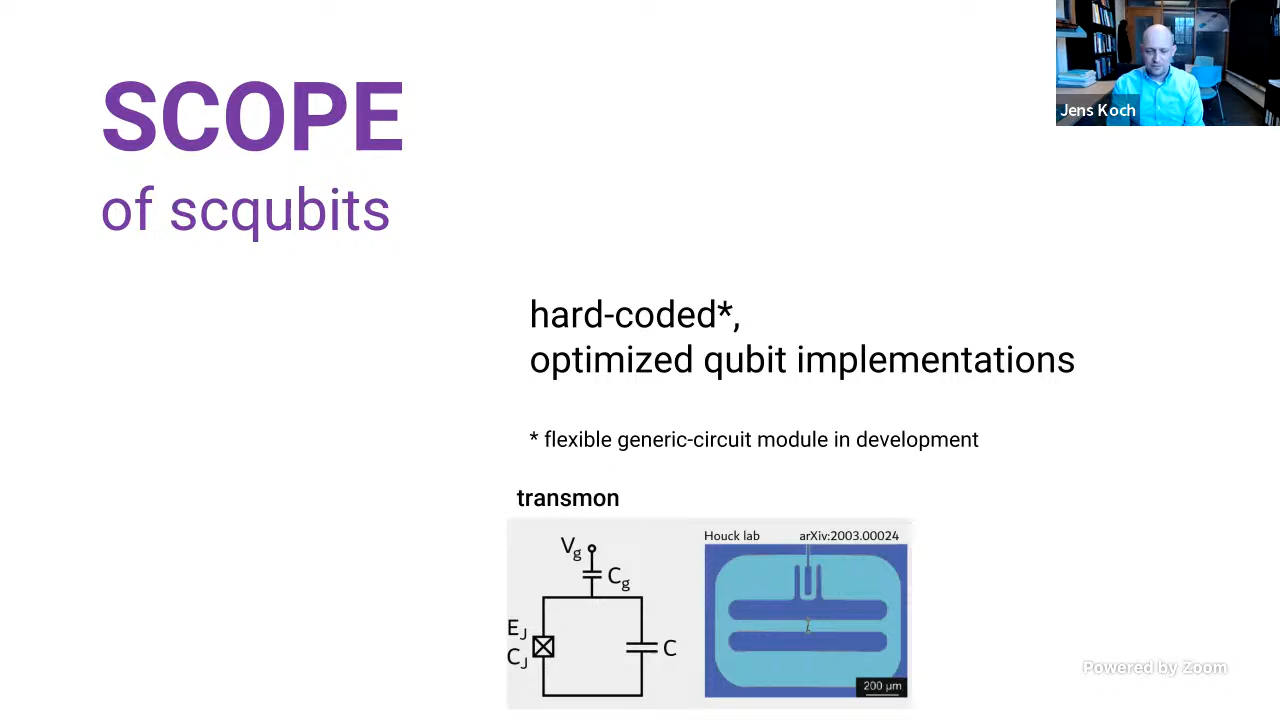 SCOPE
of scqubits
Jens Koch
hard-coded*,
optimized qubit implementations
* flexible generic-circuit module in development
transmon
Houck lab arXiv:2003.00024
Vg
Cg
EJ
CJ
C
200 μm
Powered by Zoom